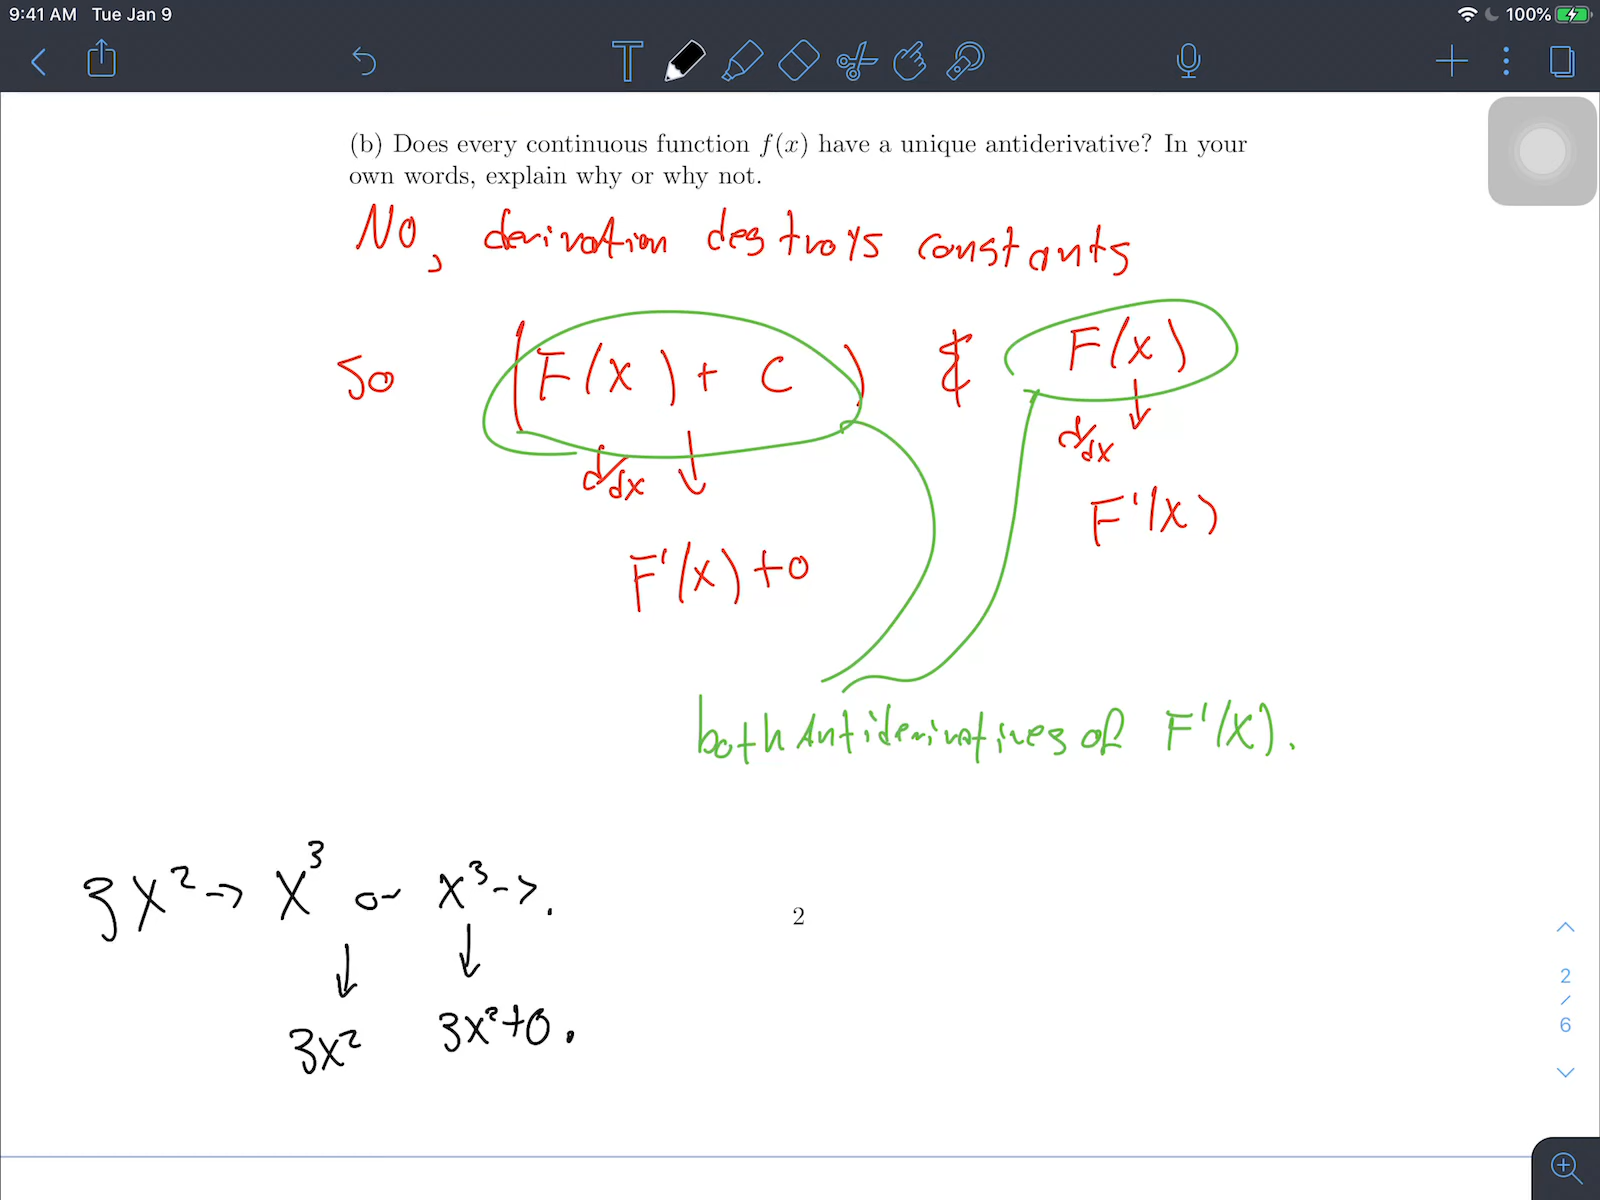 9:41 AM Tue Jan 9
100%
(b) Does every continuous function f(x) have a unique antiderivative? In your
own words, explain why or why not.
No, derivation destroys constants
So (F(x) + C) & F(x)
d/dx ↓ d/dx ↓
F'(x) + 0 F'(x)
both Antiderivatives of F'(x).
3x² → x³ or x³ ->.
↓ ↓
3x² 3x²+0.
2
2
/
6